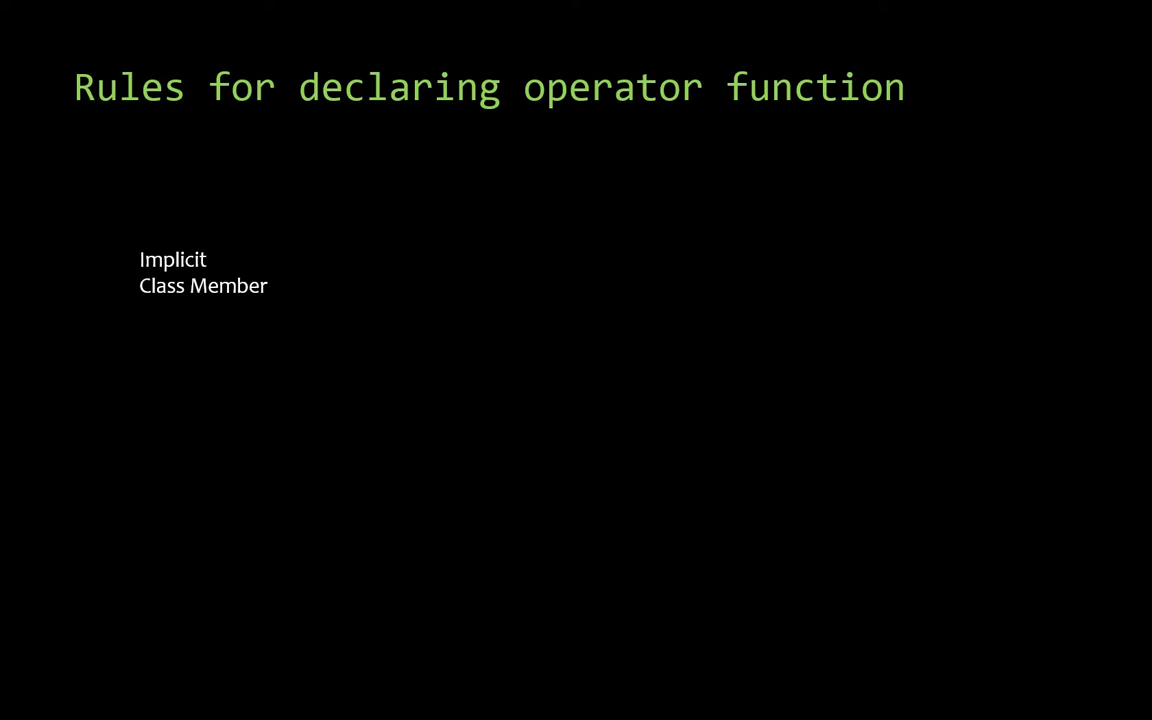 Rules for declaring operator function
Implicit
Class Member